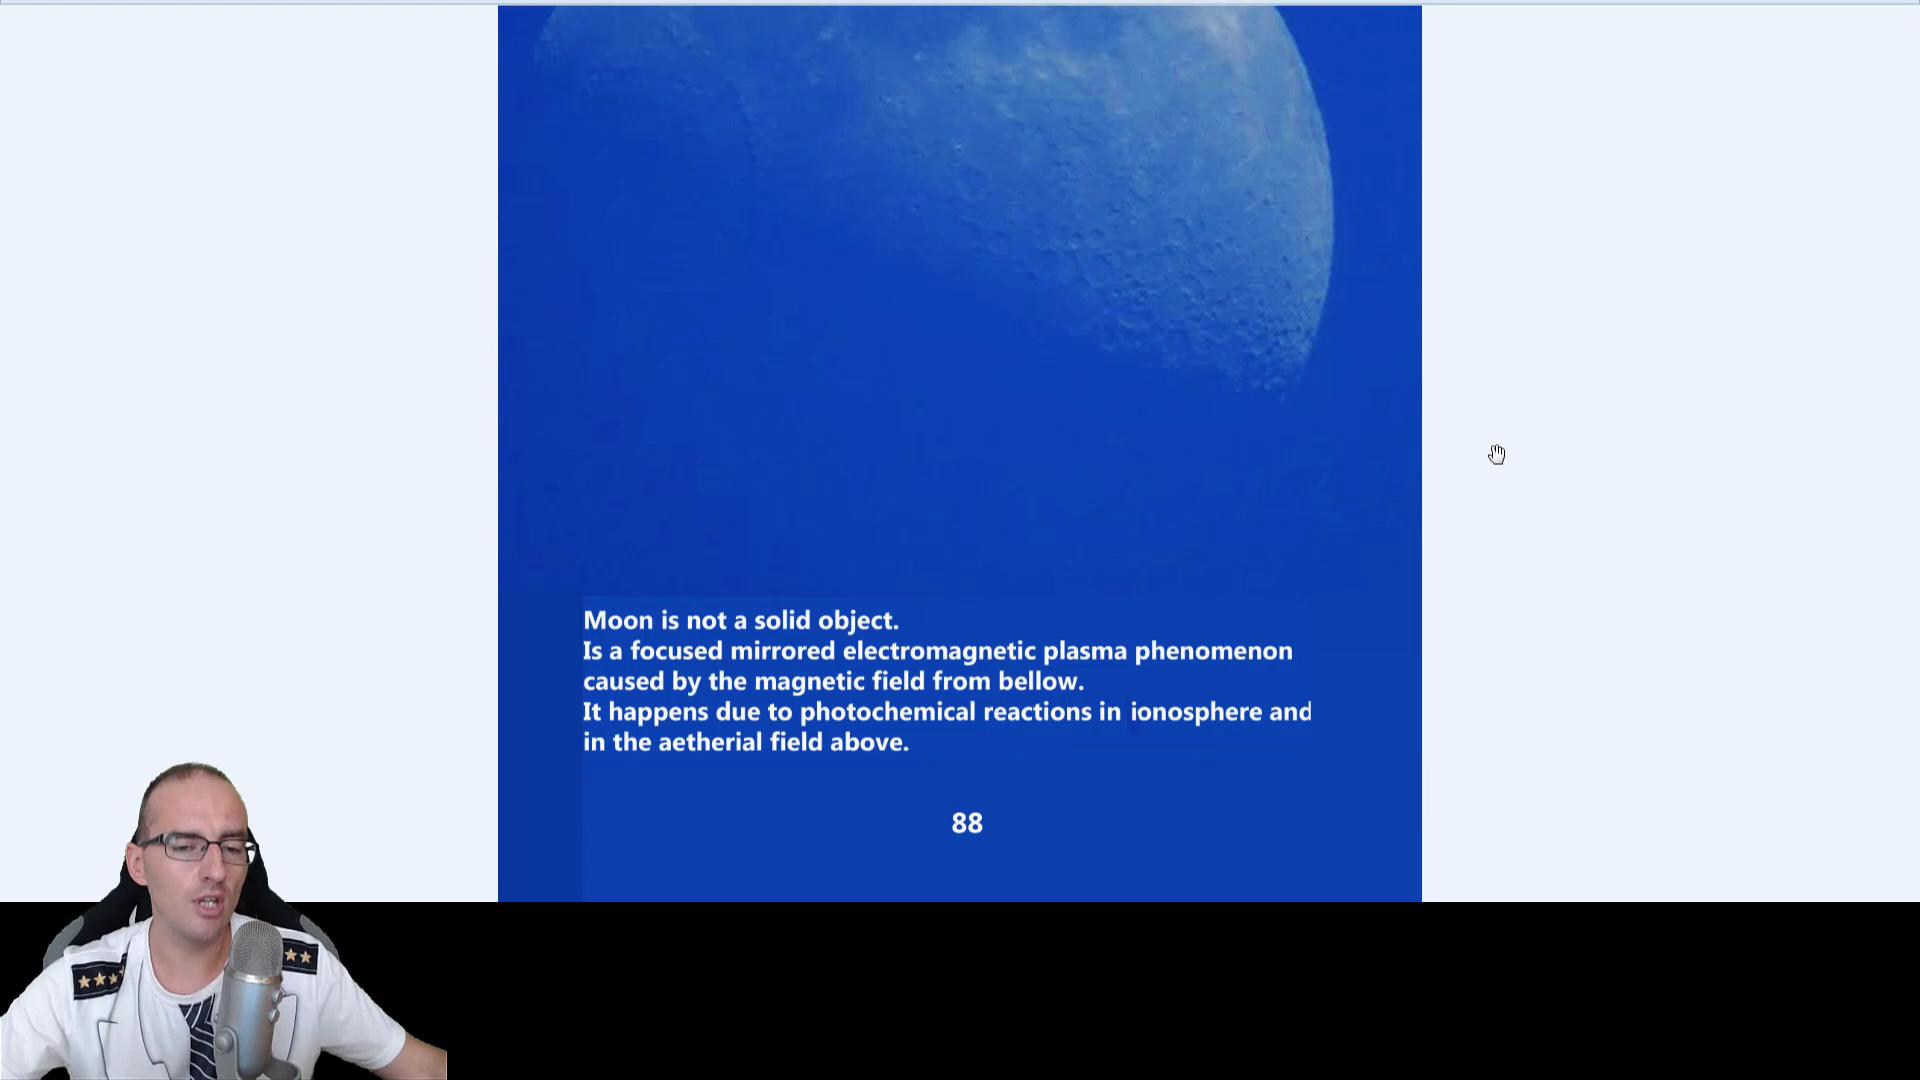 Moon is not a solid object.
Is a focused mirrored electromagnetic plasma phenomenon
caused by the magnetic field from bellow.
It happens due to photochemical reactions in ionosphere and
in the aetherial field above.
88